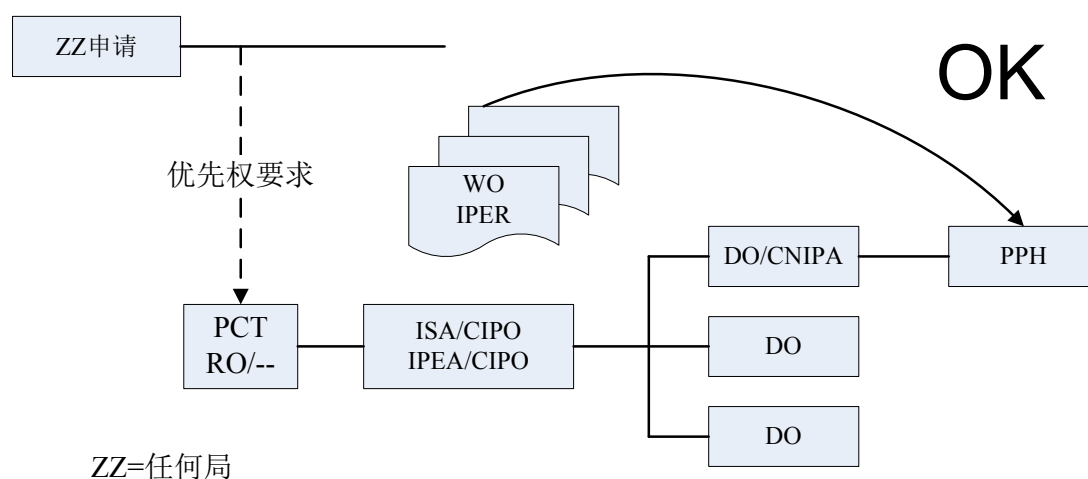 ZZ申请
OK
优先权要求
WO
IPER
DO/CNIPA
PPH
PCT
RO/--
ISA/CIPO
IPEA/CIPO
DO
DO
ZZ=任何局